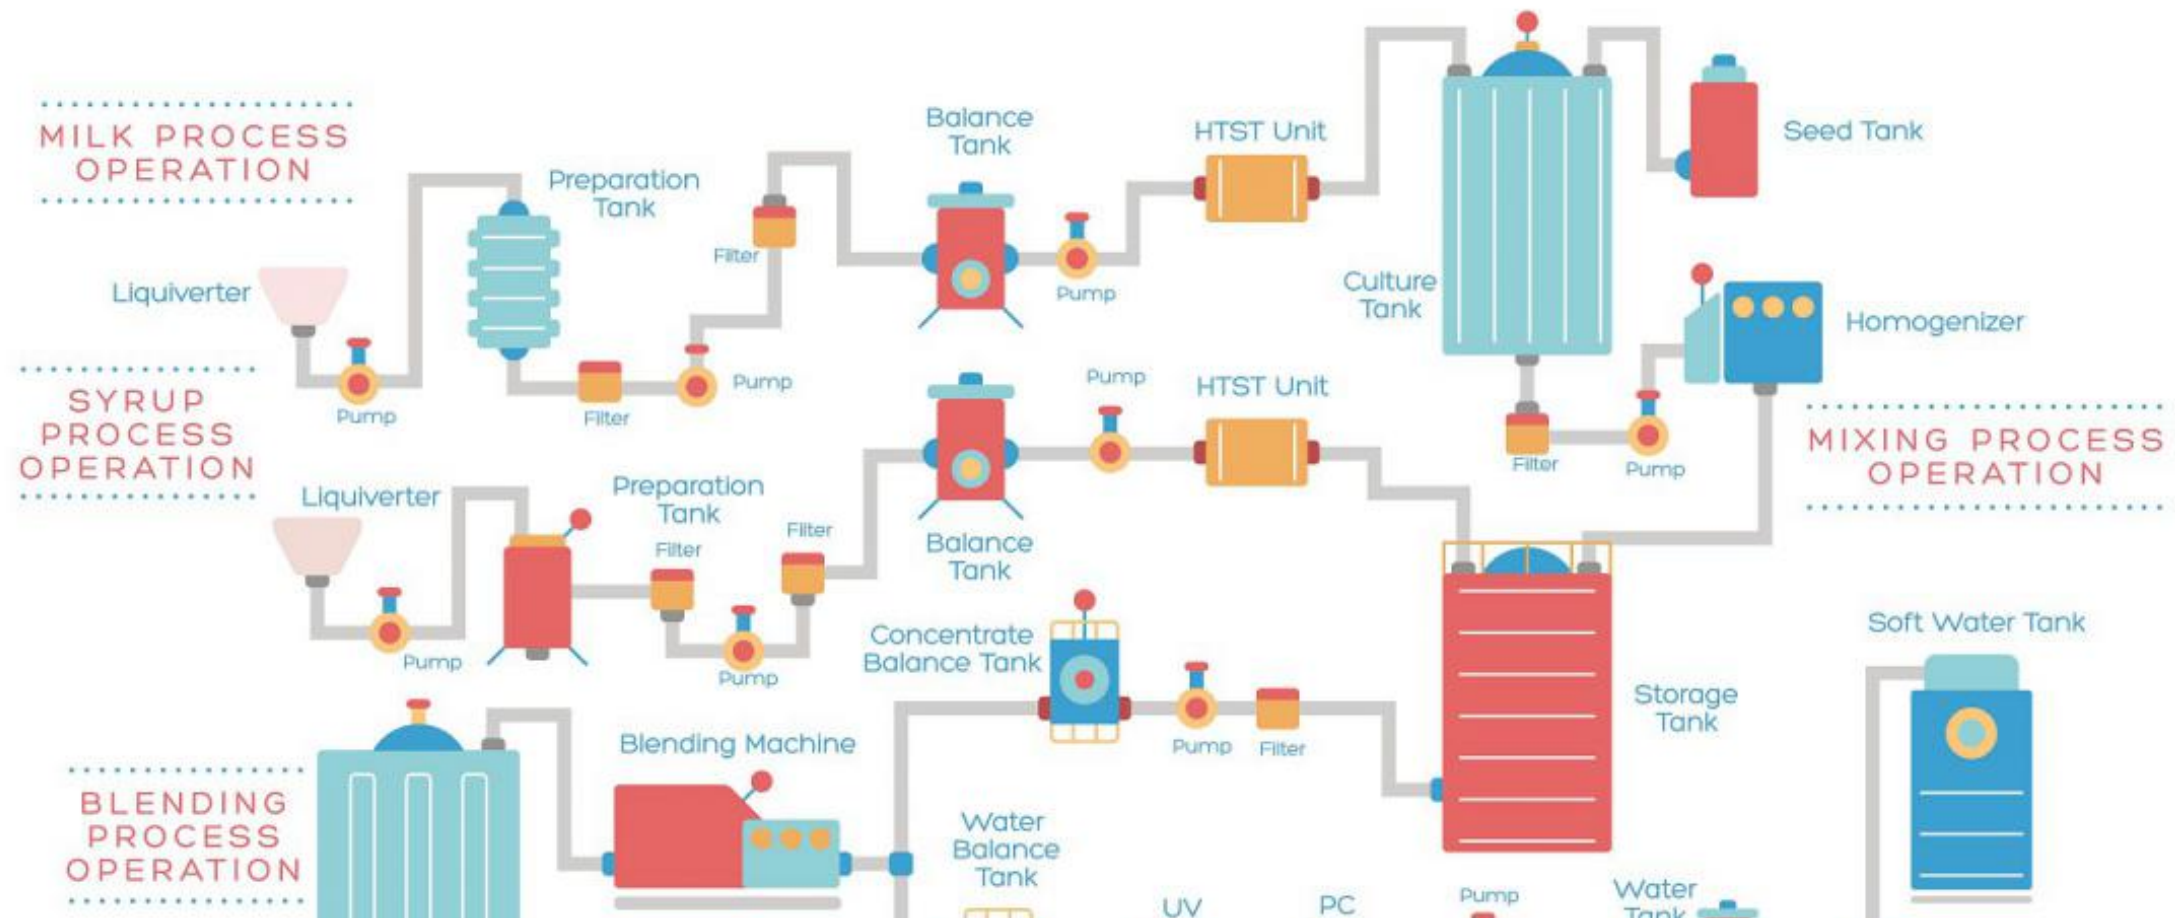 MILK PROCESS
OPERATION
Liquiverter
Pump
Preparation
Tank
Filter
Pump
Filter
Balance
Tank
Pump
HTST Unit
Culture
Tank
Seed Tank
Homogenizer
Filter
Pump
MIXING PROCESS
OPERATION
SYRUP
PROCESS
OPERATION
Liquiverter
Pump
Preparation
Tank
Filter
Pump
Filter
Balance
Tank
Pump
HTST Unit
Storage
Tank
Soft Water Tank
Concentrate
Balance Tank
Pump
Filter
BLENDING
PROCESS
OPERATION
Blending Machine
Water
Balance
Tank
UV
PC
Pump
Water
Tank